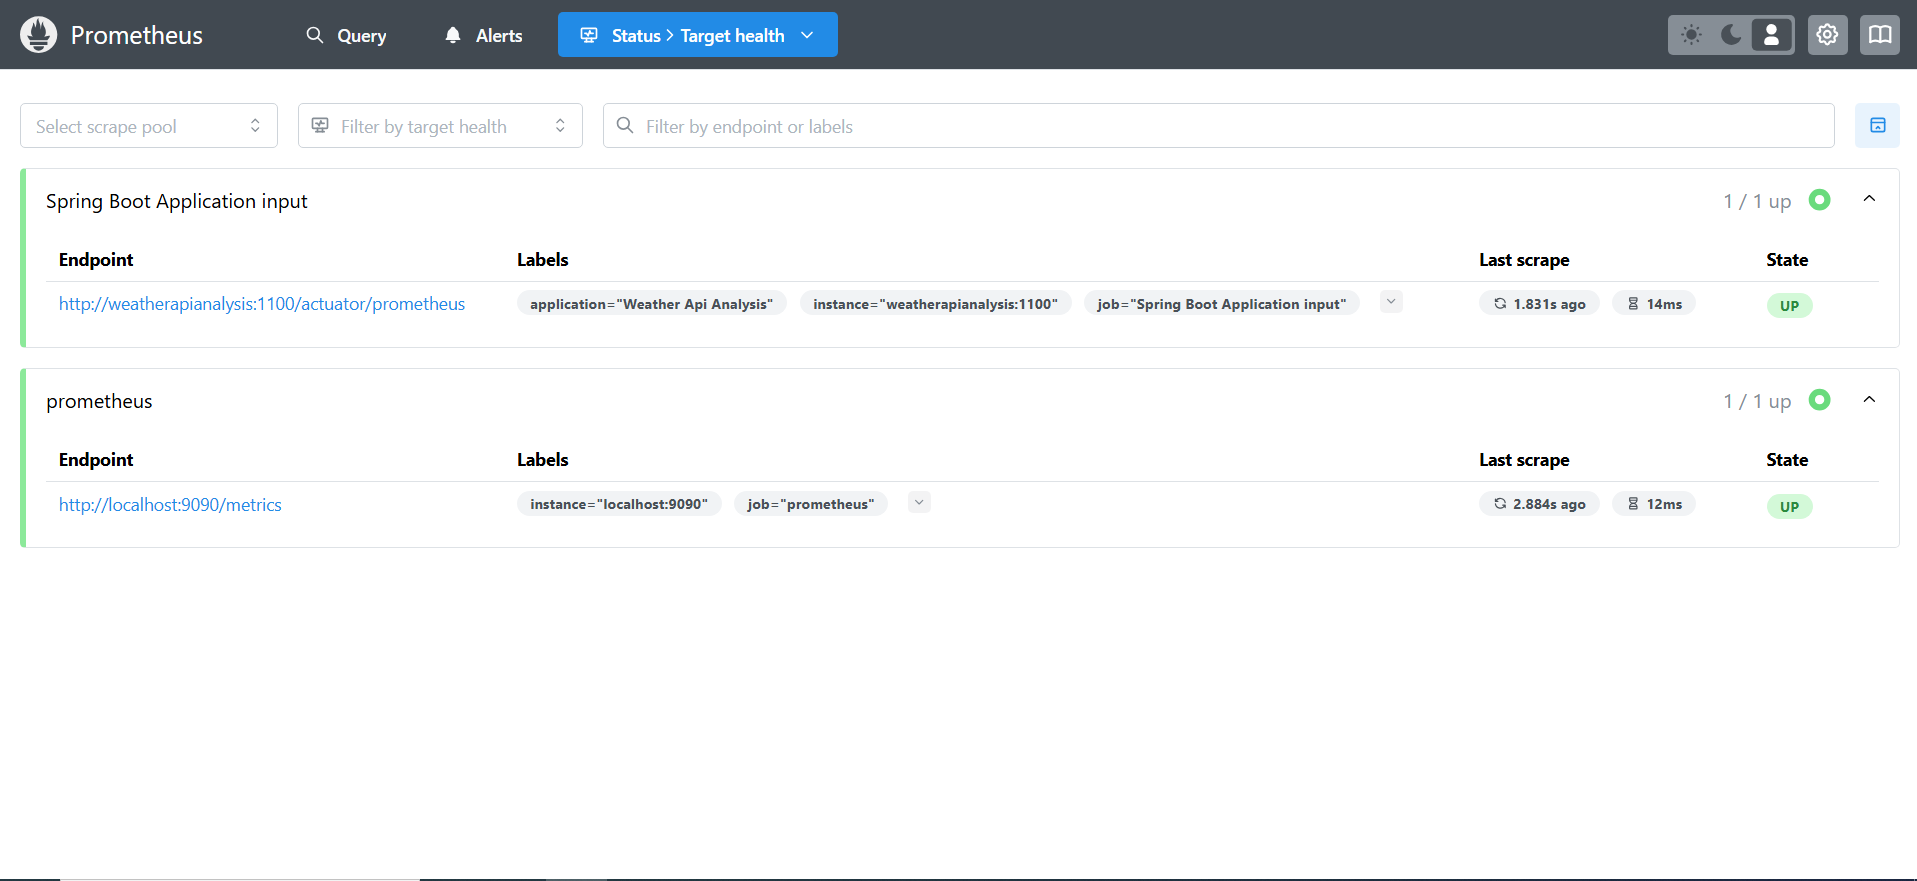 Prometheus Query Alerts Status > Target health
Select scrape pool Filter by target health Filter by endpoint or labels
Spring Boot Application input 1 / 1 up
Endpoint Labels Last scrape State
http://weatherapianalysis:1100/actuator/prometheus application="Weather Api Analysis" instance="weatherapianalysis:1100" job="Spring Boot Application input" 1.831s ago 14ms UP
prometheus 1 / 1 up
Endpoint Labels Last scrape State
http://localhost:9090/metrics instance="localhost:9090" job="prometheus" 2.884s ago 12ms UP